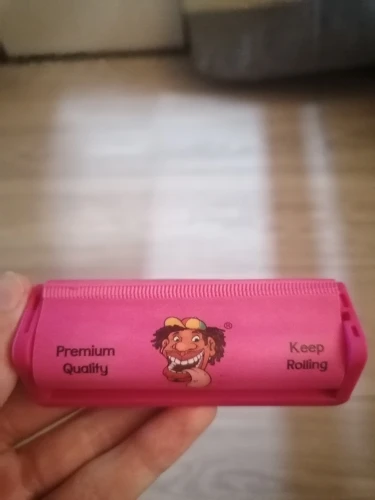 Premium
Quality
®
Keep
Rolling